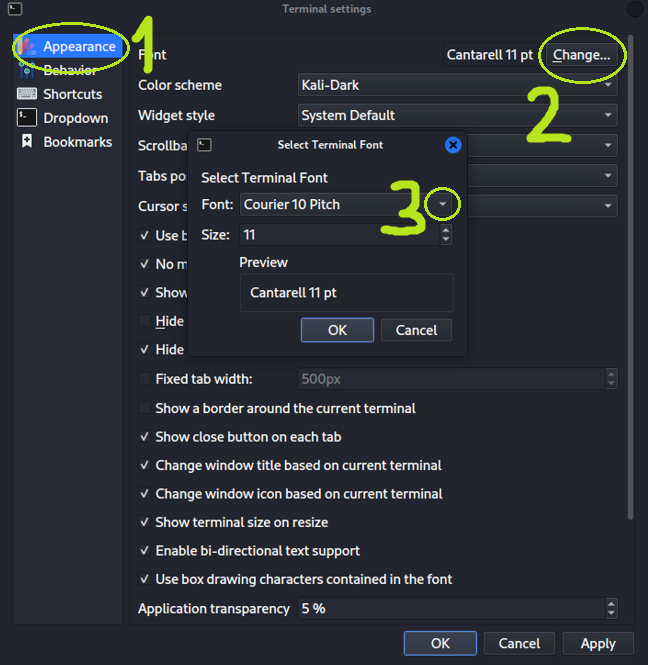 Terminal settings
1
Appearance
Behavior
Shortcuts
Dropdown
Bookmarks
Font Cantarell 11 pt Change...
2
Color scheme Kali-Dark
Widget style System Default
Scrollba
Tabs pos
Cursor s
Use b
No m
Show
Hide
Hide
Select Terminal Font
Select Terminal Font
Font: Courier 10 Pitch
3
Size: 11
Preview
Cantarell 11 pt
OK Cancel
Fixed tab width: 500px
Show a border around the current terminal
Show close button on each tab
Change window title based on current terminal
Change window icon based on current terminal
Show terminal size on resize
Enable bi-directional text support
Use box drawing characters contained in the font
Application transparency 5 %
OK Cancel Apply